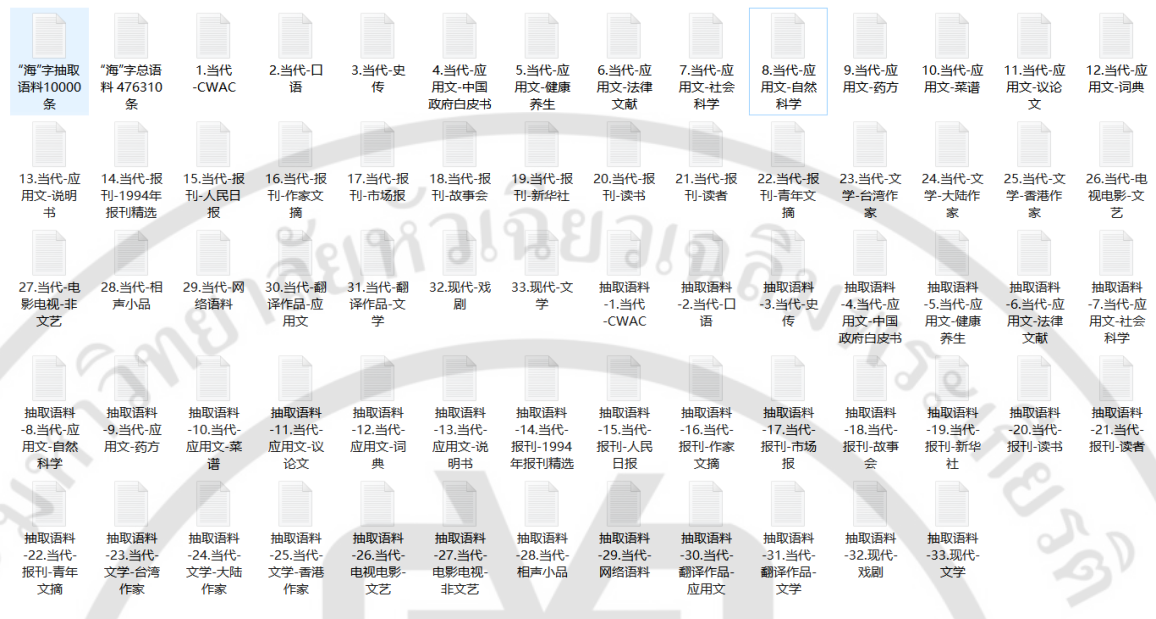 “海”字抽取
语料10000
条
“海”字总语
料 476310
条
1.当代
-CWAC
2.当代-口
语
3.当代-史
传
4.当代-应
用文-中国
政府白皮书
5.当代-应
用文-健康
养生
6.当代-应
用文-法律
文献
7.当代-应
用文-社会
科学
8.当代-应
用文-自然
科学
9.当代-应
用文-药方
10.当代-应
用文-菜谱
11.当代-应
用文-议论
文
12.当代-应
用文-词典
13.当代-应
用文-说明
书
14.当代-报
刊-1994年
报刊精选
15.当代-报
刊-人民日
报
16.当代-报
刊-作家文
摘
17.当代-报
刊-市场报
18.当代-报
刊-故事会
19.当代-报
刊-新华社
20.当代-报
刊-读书
21.当代-报
刊-读者
22.当代-报
刊-青年文
摘
23.当代-文
学-台湾作
家
24.当代-文
学-大陆作
家
25.当代-文
学-香港作
家
26.当代-电
视电影-文
艺
27.当代-电
影电视-非
文艺
28.当代-相
声小品
29.当代-网
络语料
30.当代-翻
译作品-应
用文
31.当代-翻
译作品-文
学
32.现代-戏
剧
33.现代-文
学
抽取语料
-1.当代
-CWAC
抽取语料
-2.当代-口
语
抽取语料
-3.当代-史
传
抽取语料
-4.当代-应
用文-中国
政府白皮书
抽取语料
-5.当代-应
用文-健康
养生
抽取语料
-6.当代-应
用文-法律
文献
抽取语料
-7.当代-应
用文-社会
科学
抽取语料
-8.当代-应
用文-自然
科学
抽取语料
-9.当代-应
用文-药方
抽取语料
-10.当代-
应用文-菜
谱
抽取语料
-11.当代-
应用文-议
论文
抽取语料
-12.当代-
应用文-词
典
抽取语料
-13.当代-
应用文-说
明书
抽取语料
-14.当代-
报刊-1994
年报刊精选
抽取语料
-15.当代-
报刊-人民
日报
抽取语料
-16.当代-
报刊-作家
文摘
抽取语料
-17.当代-
报刊-市场
报
抽取语料
-18.当代-
报刊-故事
会
抽取语料
-19.当代-
报刊-新华
社
抽取语料
-20.当代-
报刊-读书
抽取语料
-21.当代-
报刊-读者
抽取语料
-22.当代-
报刊-青年
文摘
抽取语料
-23.当代-
文学-台湾
作家
抽取语料
-24.当代-
文学-大陆
作家
抽取语料
-25.当代-
文学-香港
作家
抽取语料
-26.当代-
电视电影-
文艺
抽取语料
-27.当代-
电影电视-
非文艺
抽取语料
-28.当代-
相声小品
抽取语料
-29.当代-
网络语料
抽取语料
-30.当代-
翻译作品-
应用文
抽取语料
-31.当代-
翻译作品-
文学
抽取语料
-32.现代-
戏剧
抽取语料
-33.现代-
文学
มหาวิทยาลัยหัวเฉียวเฉลิมพระเกียรติ